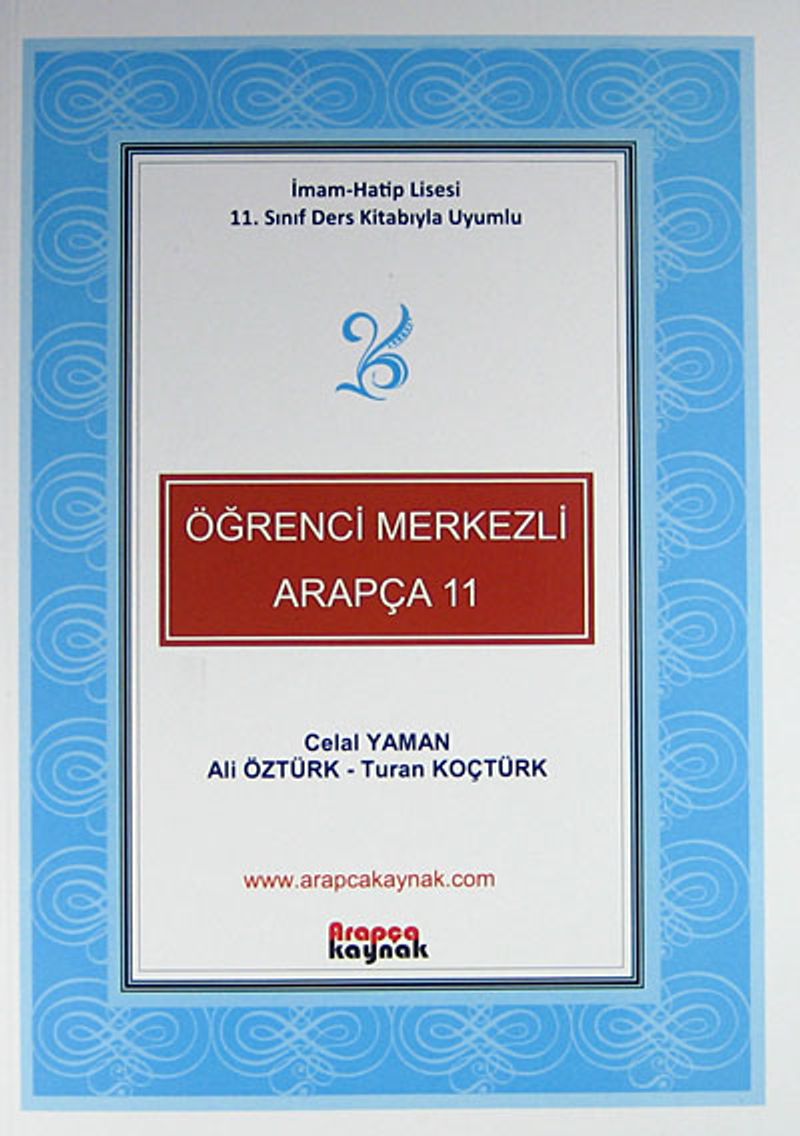 İmam-Hatip Lisesi
11. Sınıf Ders Kitabıyla Uyumlu
ÖĞRENCİ MERKEZLİ
ARAPÇA 11
Celal YAMAN
Ali ÖZTÜRK - Turan KOÇTÜRK
www.arapcakaynak.com
Arapça
kaynak